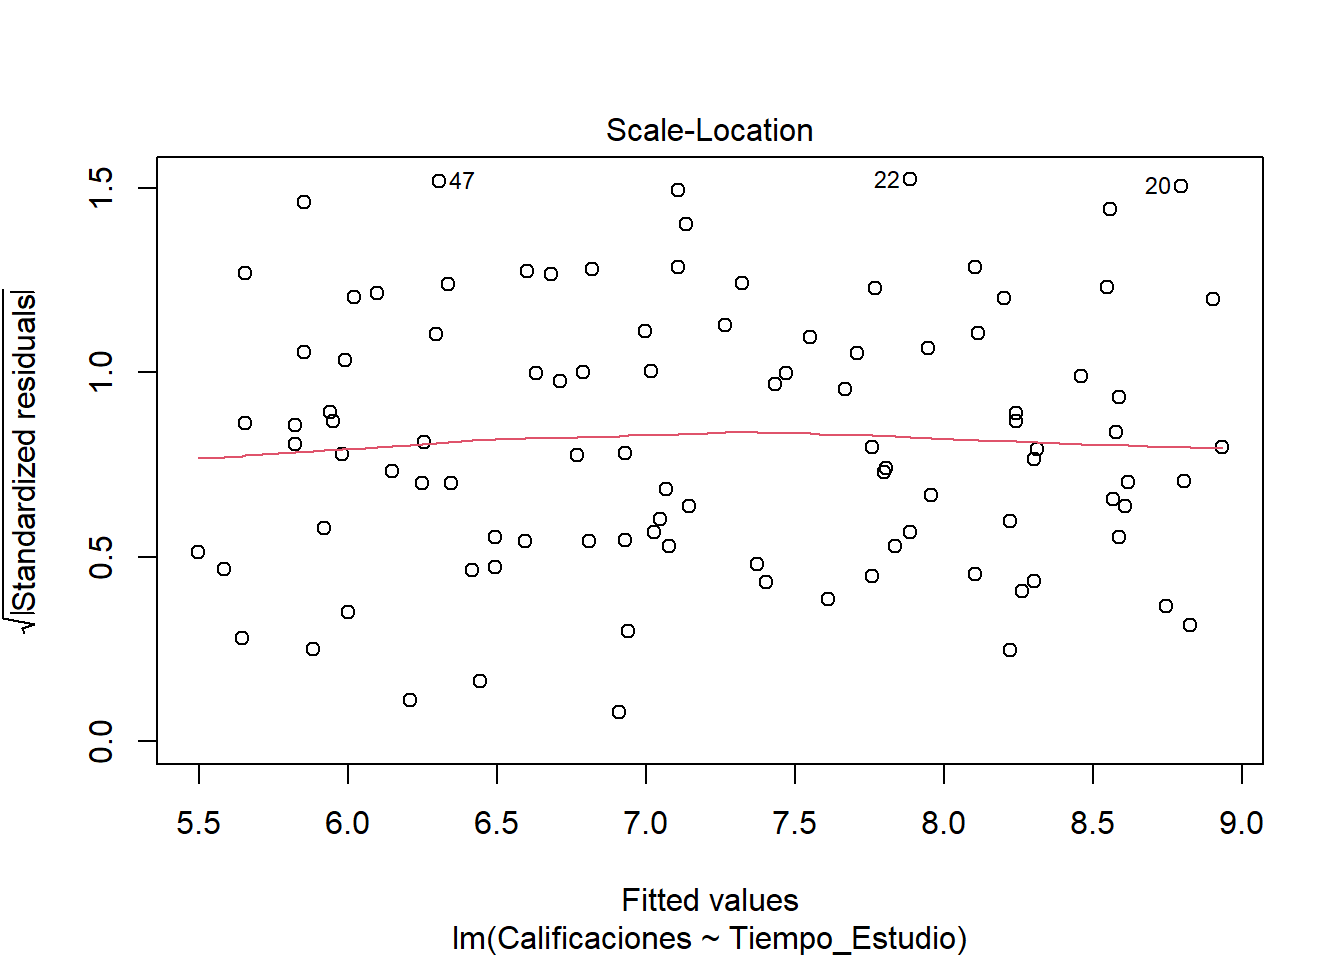 Scale-Location
√|Standardized residuals|
1.5
1.0
0.5
0.0
47
22
20
5.5 6.0 6.5 7.0 7.5 8.0 8.5 9.0
Fitted values
lm(Calificaciones ~ Tiempo_Estudio)